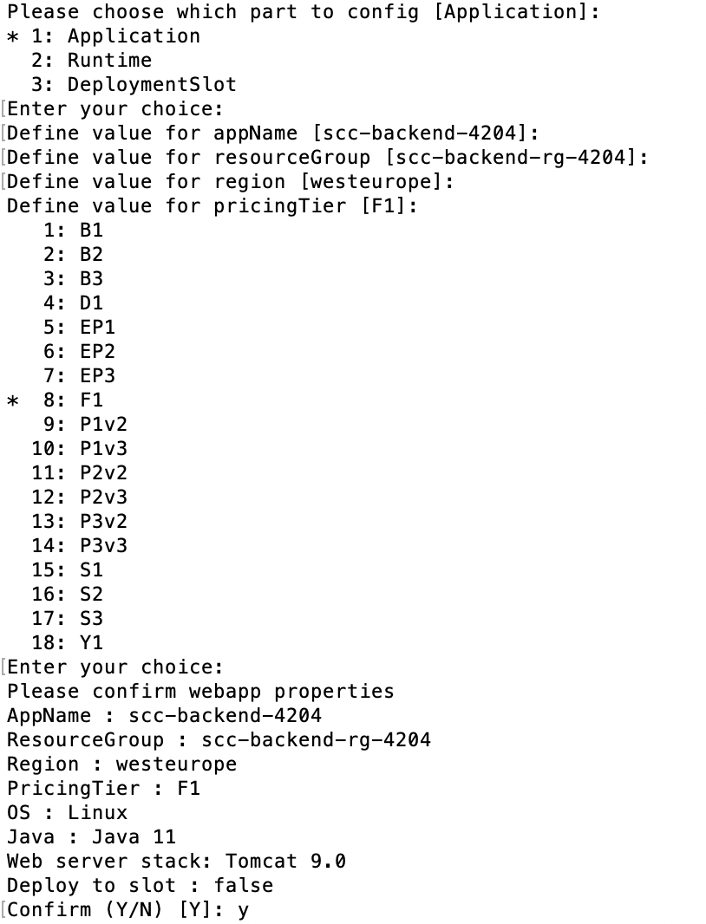 Please choose which part to config [Application]:
* 1: Application
  2: Runtime
  3: DeploymentSlot
[Enter your choice:
[Define value for appName [scc-backend-4204]:
[Define value for resourceGroup [scc-backend-rg-4204]:
[Define value for region [westeurope]:
Define value for pricingTier [F1]:
   1: B1
   2: B2
   3: B3
   4: D1
   5: EP1
   6: EP2
   7: EP3
*  8: F1
   9: P1v2
  10: P1v3
  11: P2v2
  12: P2v3
  13: P3v2
  14: P3v3
  15: S1
  16: S2
  17: S3
  18: Y1
[Enter your choice:
Please confirm webapp properties
AppName : scc-backend-4204
ResourceGroup : scc-backend-rg-4204
Region : westeurope
PricingTier : F1
OS : Linux
Java : Java 11
Web server stack: Tomcat 9.0
Deploy to slot : false
[Confirm (Y/N) [Y]: y